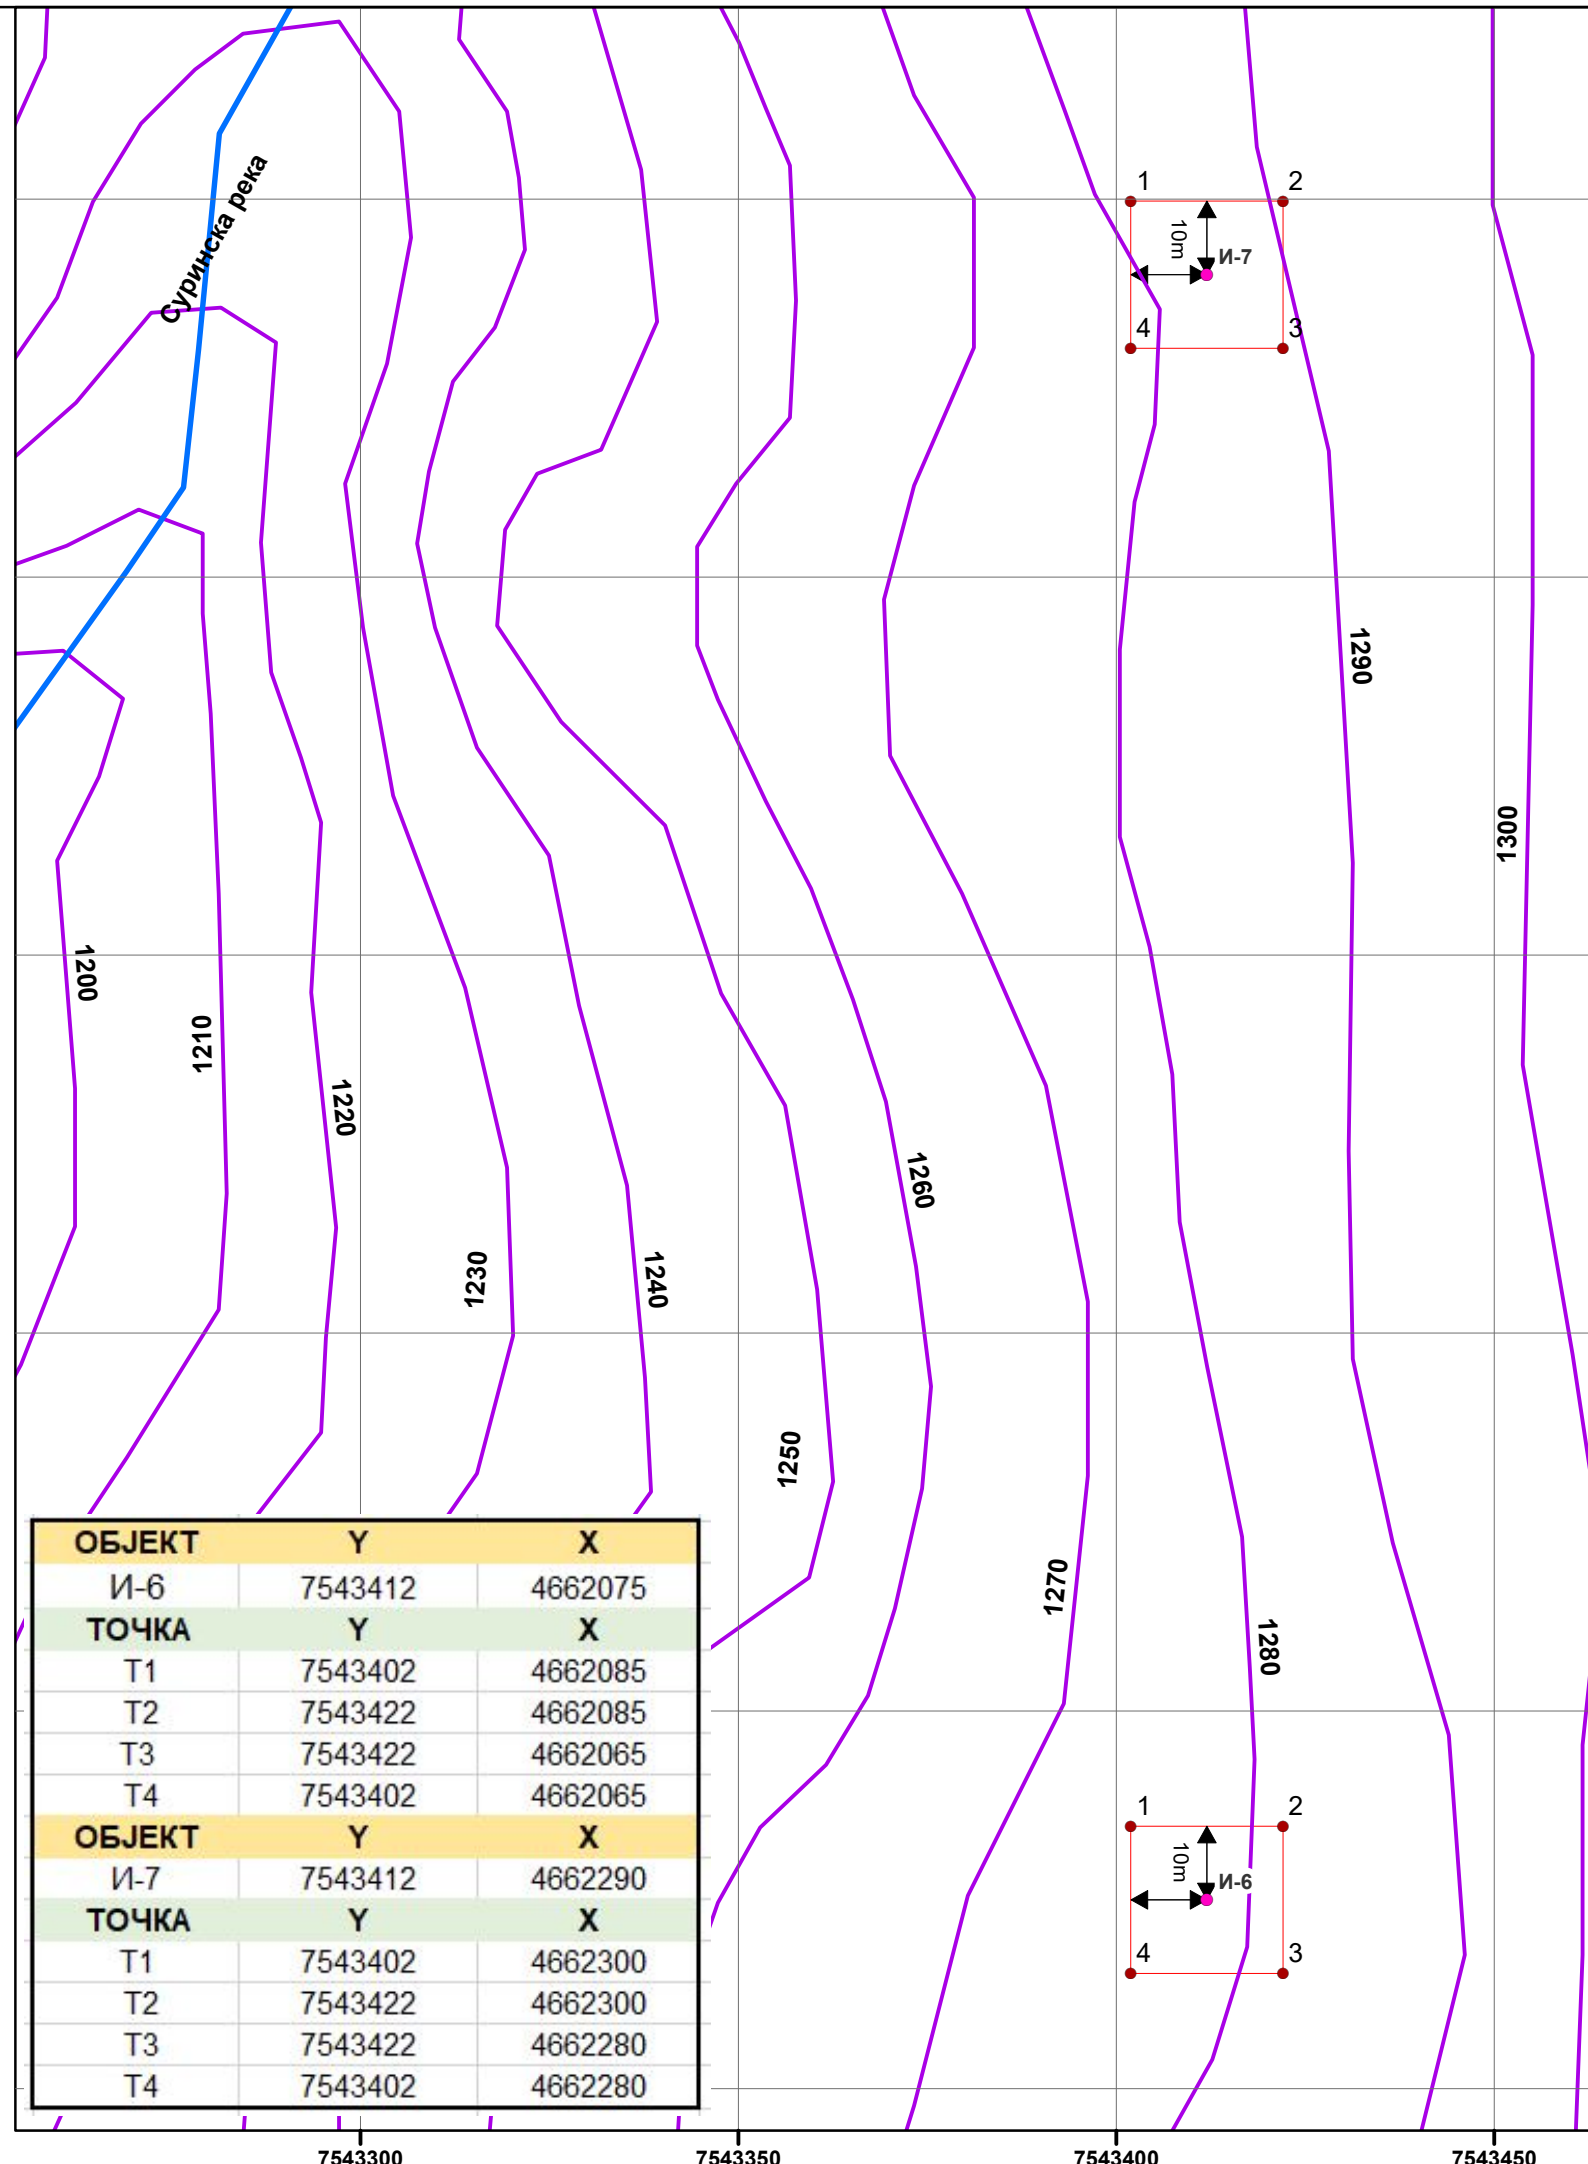 Суринска река
1 2
10m
И-7
4 3
1290
1300
1200
1210
1220
1260
1230
1240
1250
1270
1280
ОБЈЕКТ Y X
И-6 7543412 4662075
ТОЧКА Y X
Т1 7543402 4662085
Т2 7543422 4662085
Т3 7543422 4662065
Т4 7543402 4662065
ОБЈЕКТ Y X
И-7 7543412 4662290
ТОЧКА Y X
Т1 7543402 4662300
Т2 7543422 4662300
Т3 7543422 4662280
Т4 7543402 4662280
1 2
10m
И-6
4 3
7543300 7543350 7543400 7543450